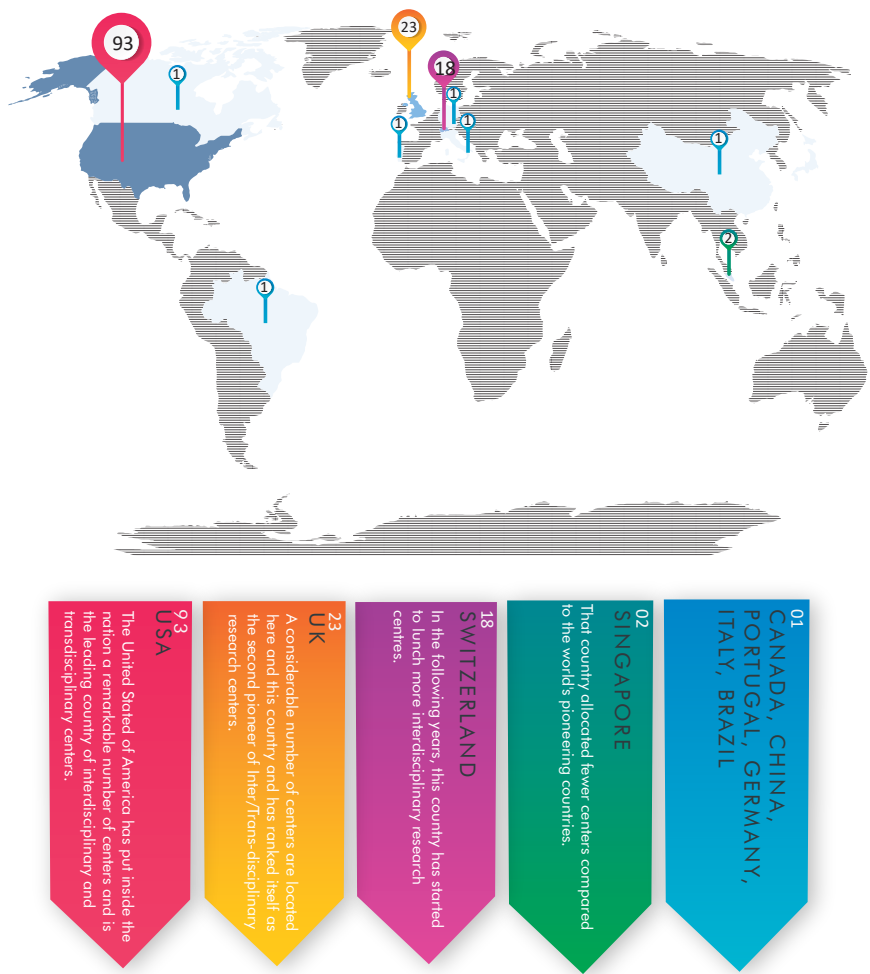 93
23
18
1
1
1
1
1
2
1
93
USA
The United Stated of America has put inside the
nation a remarkable number of centers and is
the leading country of interdisciplinary and
transdisciplinary centers.
23
UK
A considerable number of centers are located
here and this country and has ranked itself as
the second pioneer of Inter/Trans-disciplinary
research centers.
18
SWITZERLAND
In the following years, this country has started
to lunch more interdisciplinary research
centres.
02
SINGAPORE
That country allocated fewer centers compared
to the world's pioneering countries.
01
CANADA, CHINA,
PORTUGAL, GERMANY,
ITALY, BRAZIL